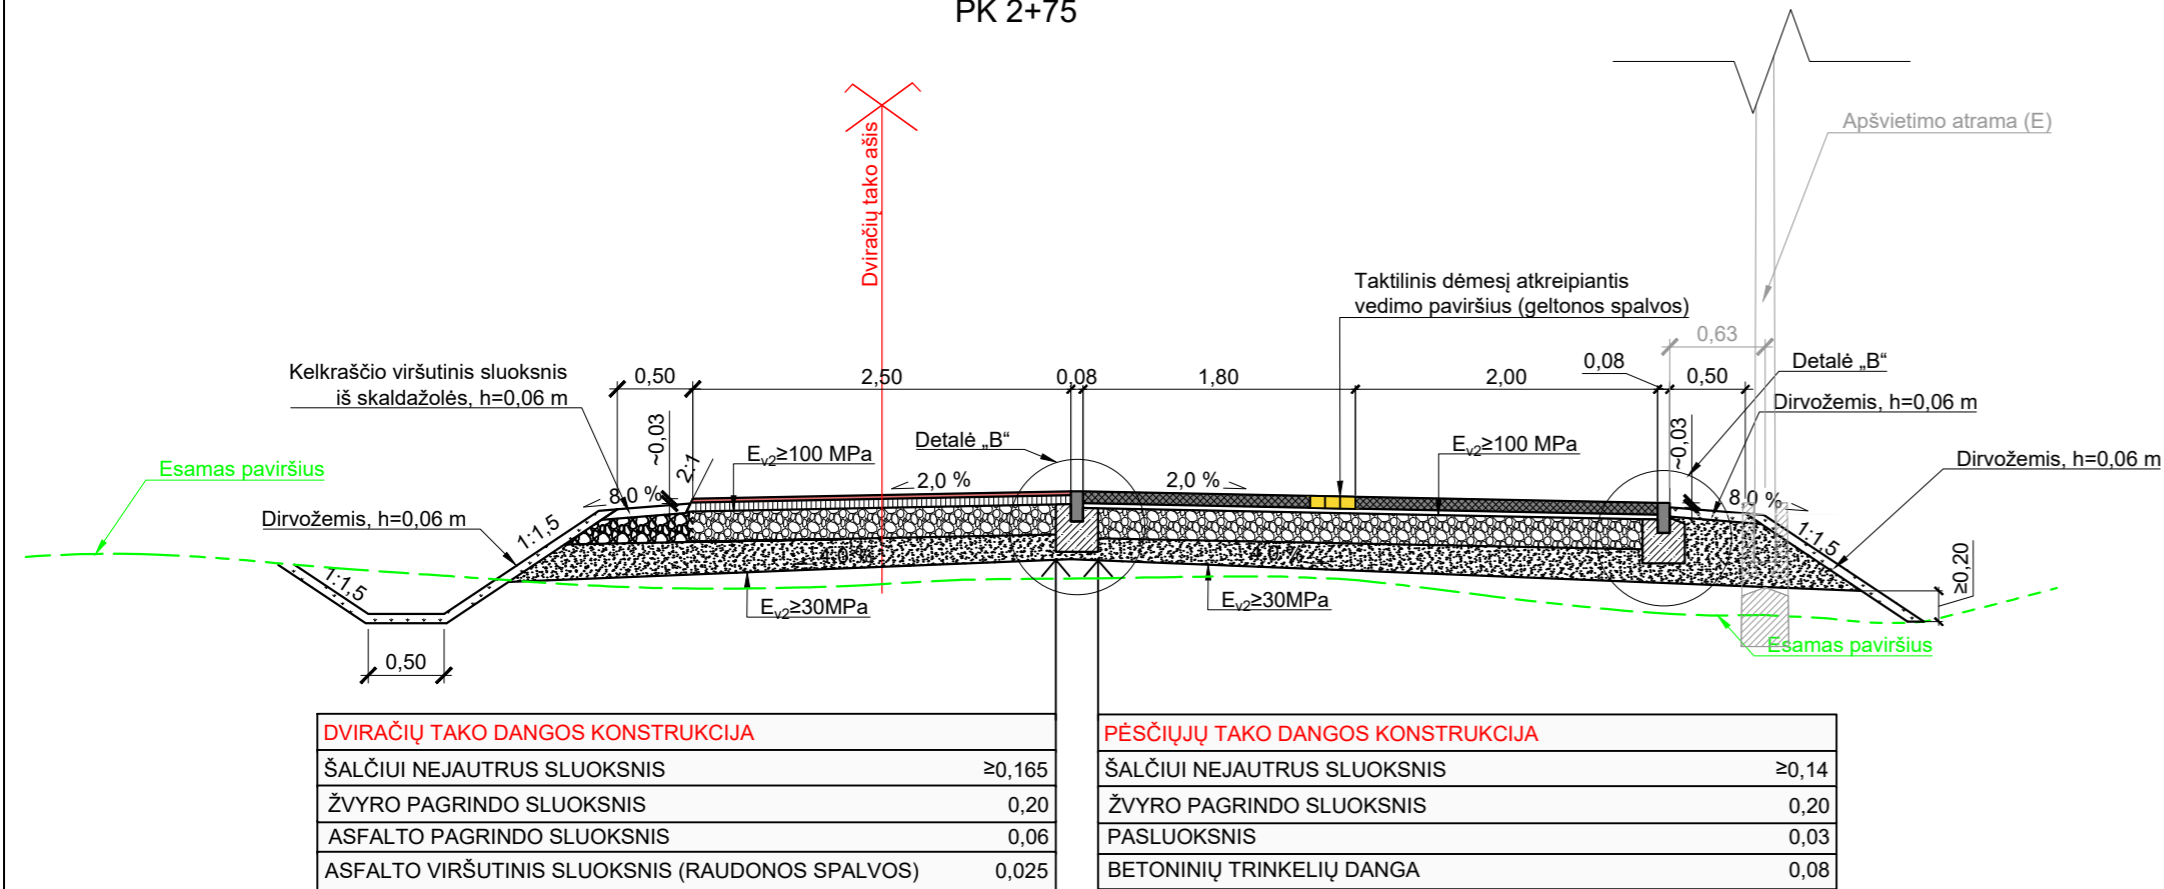 PK 2+75
Dviračių tako ašis
Apšvietimo atrama (E)
Taktilinis dėmesį atkreipiantis
vedimo paviršius (geltonos spalvos)
0,63
Kelkraščio viršutinis sluoksnis
iš skaldažolės, h=0,06 m
0,50
2,50
0,08
1,80
2,00
0,08
0,50
Detalė „B“
Dirvožemis, h=0,06 m
~0,03
2:1
Ev2≥100 MPa
Detalė „B“
Ev2≥100 MPa
~0,03
Dirvožemis, h=0,06 m
Esamas paviršius
8,0 %
2,0 %
2,0 %
8,0 %
Dirvožemis, h=0,06 m
1:1,5
1:1,5
4,0 %
4,0 %
1:1,5
≥0,20
Ev2≥30MPa
Ev2≥30MPa
Esamas paviršius
0,50
DVIRAČIŲ TAKO DANGOS KONSTRUKCIJA
ŠALČIUI NEJAUTRUS SLUOKSNIS ≥0,165
ŽVYRO PAGRINDO SLUOKSNIS 0,20
ASFALTO PAGRINDO SLUOKSNIS 0,06
ASFALTO VIRŠUTINIS SLUOKSNIS (RAUDONOS SPALVOS) 0,025
PĖSČIŲJŲ TAKO DANGOS KONSTRUKCIJA
ŠALČIUI NEJAUTRUS SLUOKSNIS ≥0,14
ŽVYRO PAGRINDO SLUOKSNIS 0,20
PASLUOKSNIS 0,03
BETONINIŲ TRINKELIŲ DANGA 0,08